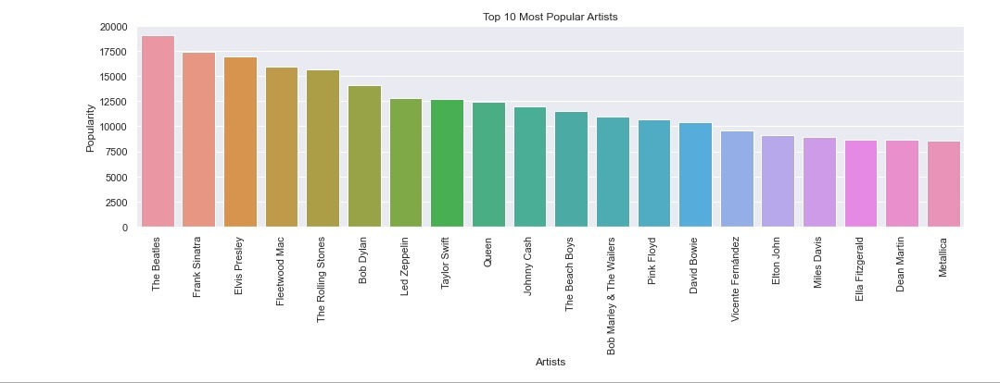 Top 10 Most Popular Artists
20000
17500
15000
12500
10000
7500
5000
2500
0
Popularity
The Beatles
Frank Sinatra
Elvis Presley
Fleetwood Mac
The Rolling Stones
Bob Dylan
Led Zeppelin
Taylor Swift
Queen
Johnny Cash
The Beach Boys
Bob Marley & The Wailers
Pink Floyd
David Bowie
Vicente Fernández
Elton John
Miles Davis
Ella Fitzgerald
Dean Martin
Metallica
Artists